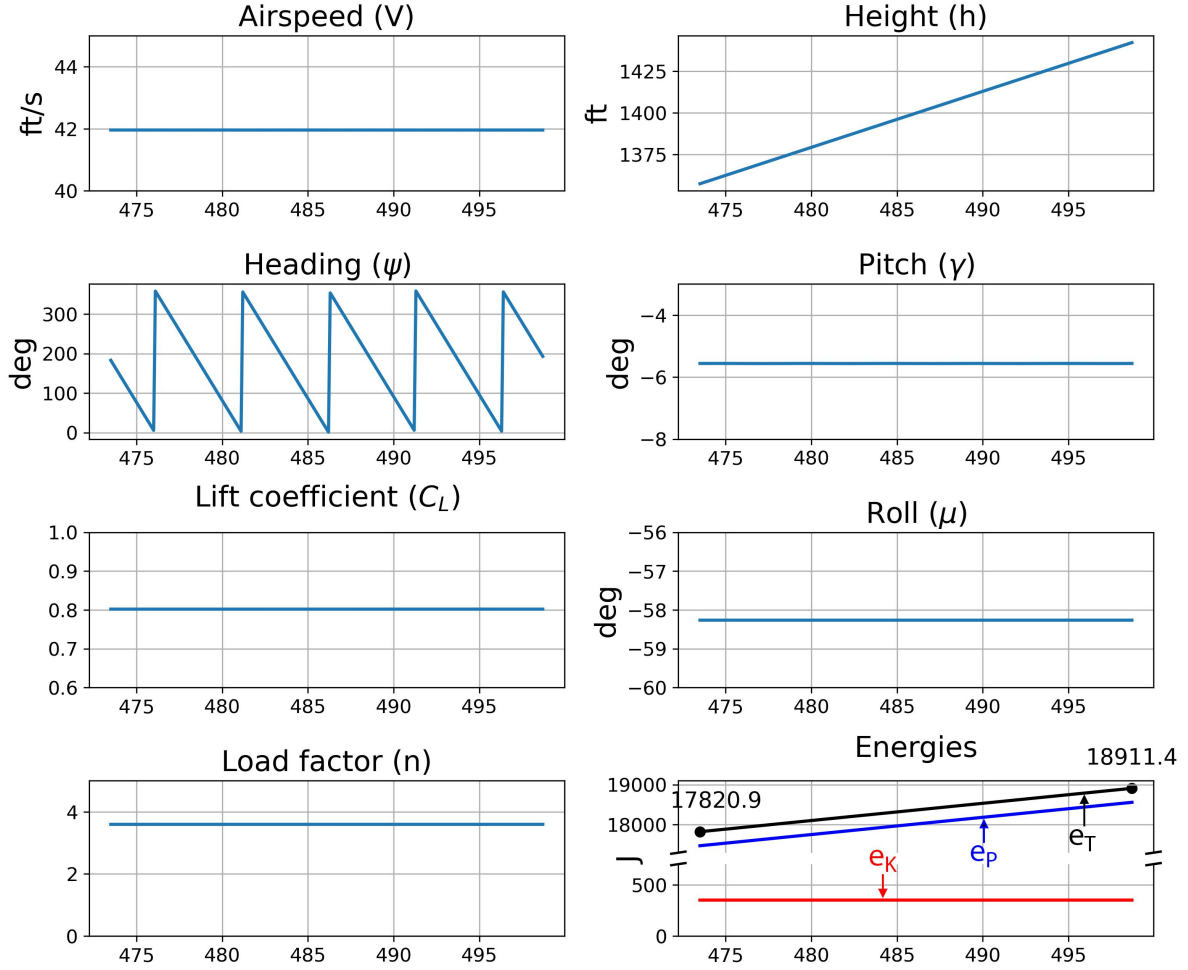 Airspeed (V)
ft/s
44
42
40
475 480 485 490 495
Height (h)
ft
1425
1400
1375
475 480 485 490 495
Heading (ψ)
deg
300
200
100
0
475 480 485 490 495
Pitch (γ)
deg
−4
−6
−8
475 480 485 490 495
Lift coefficient (C_L)
1.0
0.9
0.8
0.7
0.6
475 480 485 490 495
Roll (μ)
deg
−56
−57
−58
−59
−60
475 480 485 490 495
Load factor (n)
4
2
0
475 480 485 490 495
Energies
18911.4
19000
17820.9
18000
e_T
e_P
e_K
J
500
0
475 480 485 490 495